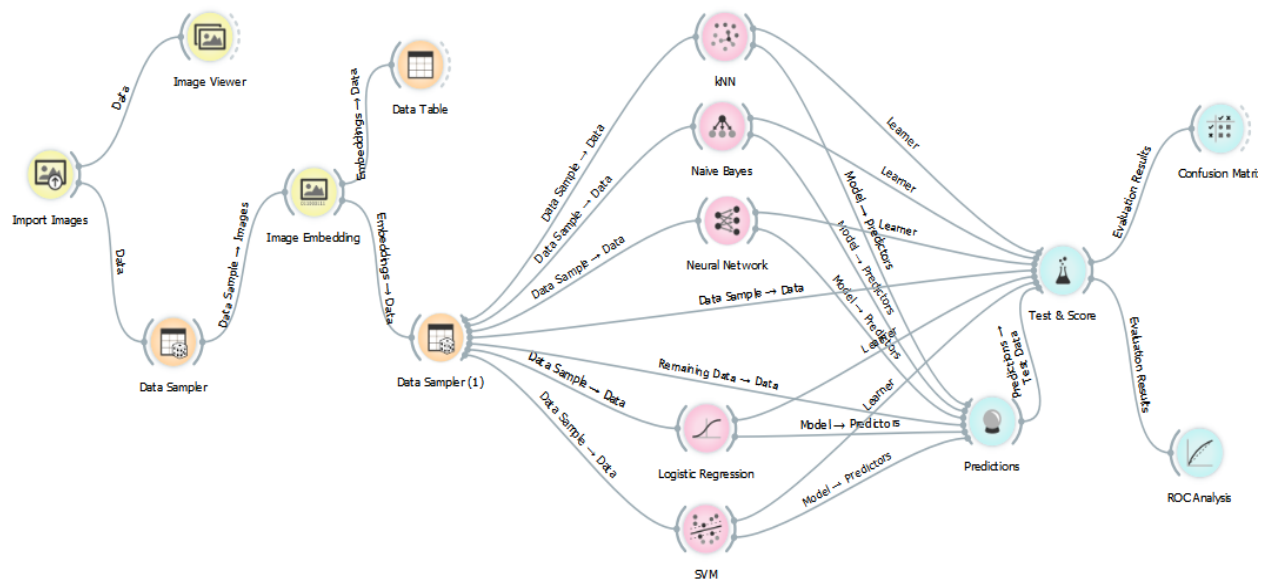 Image Viewer
Data
Import Images
Data
Data Sampler
Data Sample → Images
Image Embedding
Embeddings → Data
Data Table
Embeddings → Data
Data Sampler (1)
Data Sample → Data
kNN
Data Sample → Data
Naive Bayes
Data Sample → Data
Neural Network
Data Sample → Data
Remaining Data → Data
Data Sample → Data
Logistic Regression
Data Sample → Data
SVM
Learner
Learner
Learner
Model → Predictors
Model → Predictors
Model → Predictors
Learner
Model → Predictors
Model → Predictors
Predictions
Predictions →
Test Data
Test & Score
Evaluation Results
Confusion Matri
Evaluation Results
ROC Analysis